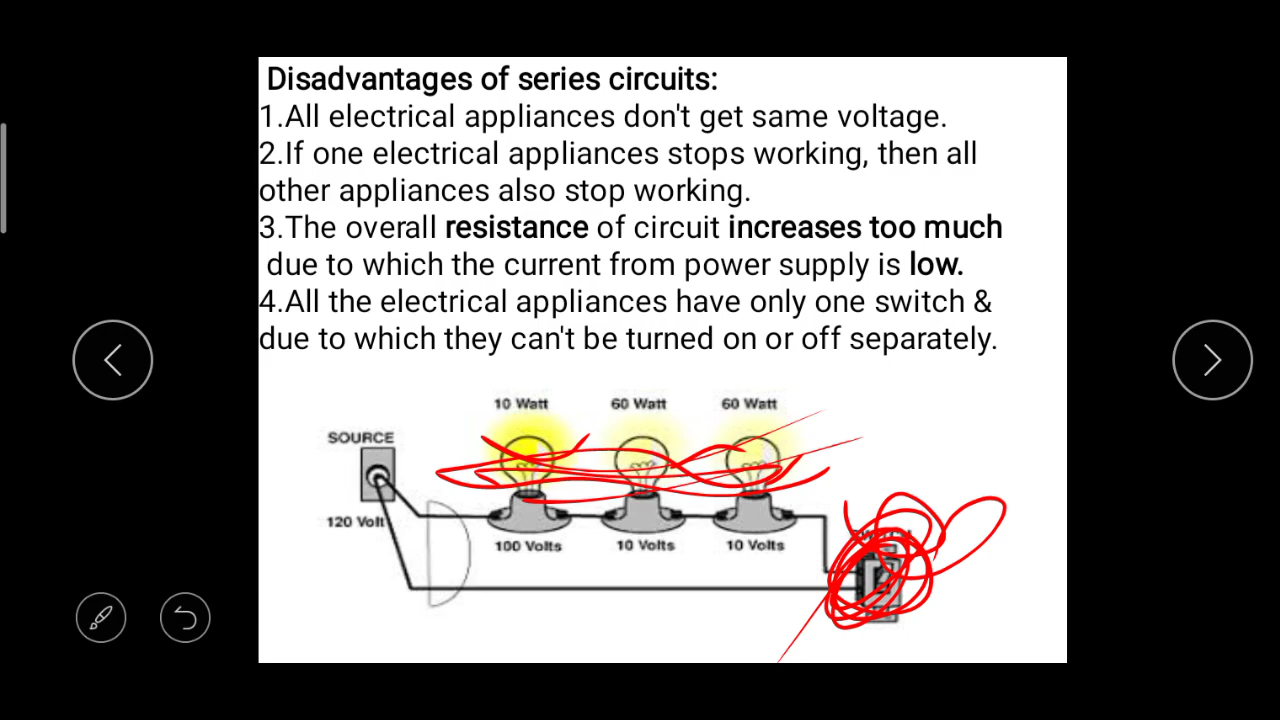 Disadvantages of series circuits:
1.All electrical appliances don't get same voltage.
2.If one electrical appliances stops working, then all
other appliances also stop working.
3.The overall resistance of circuit increases too much
due to which the current from power supply is low.
4.All the electrical appliances have only one switch &
due to which they can't be turned on or off separately.
10 Watt 60 Watt 60 Watt
SOURCE
120 Volt
100 Volts 10 Volts 10 Volts